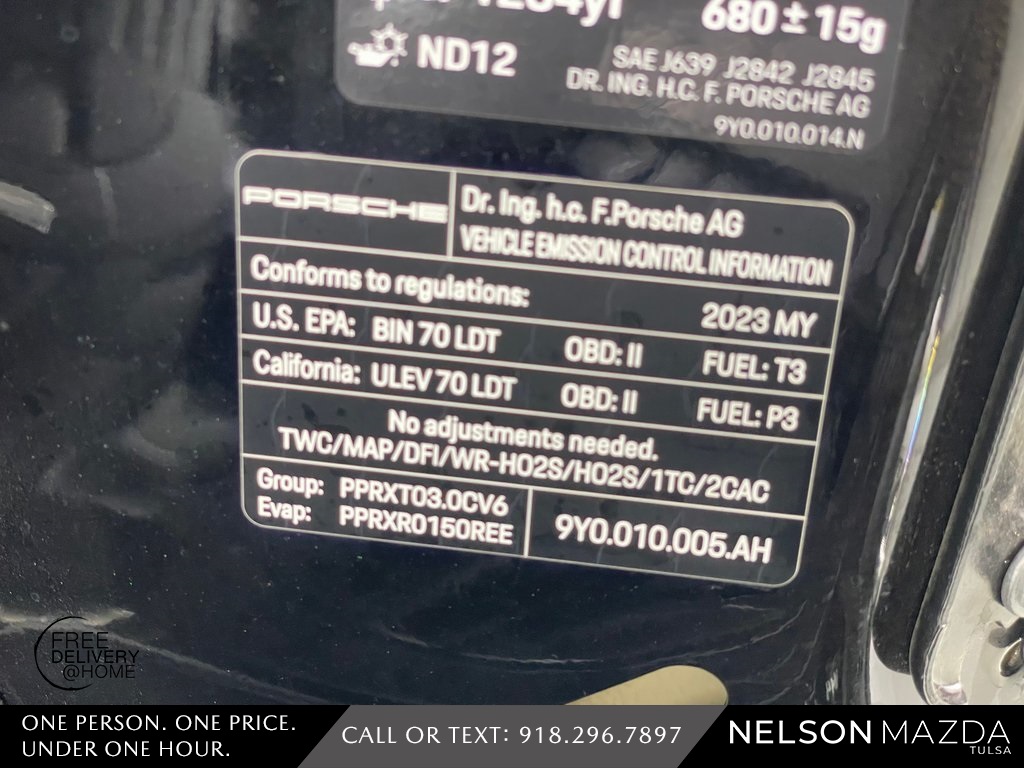 680 ± 15g
ND12
SAE J639 J2842 J2845
DR. ING. H.C. F. PORSCHE AG
9Y0.010.014.N
PORSCHE
Dr. Ing. h.c. F.Porsche AG
VEHICLE EMISSION CONTROL INFORMATION
Conforms to regulations: 2023 MY
U.S. EPA: BIN 70 LDT OBD: II FUEL: T3
California: ULEV 70 LDT OBD: II FUEL: P3
No adjustments needed.
TWC/MAP/DFI/WR-HO2S/HO2S/1TC/2CAC
Group: PPRXT03.0CV6
Evap: PPRXR0150REE
9Y0.010.005.AH
FREE
DELIVERY
@HOME
ONE PERSON. ONE PRICE.
UNDER ONE HOUR.
CALL OR TEXT: 918.296.7897
NELSON MAZDA
TULSA